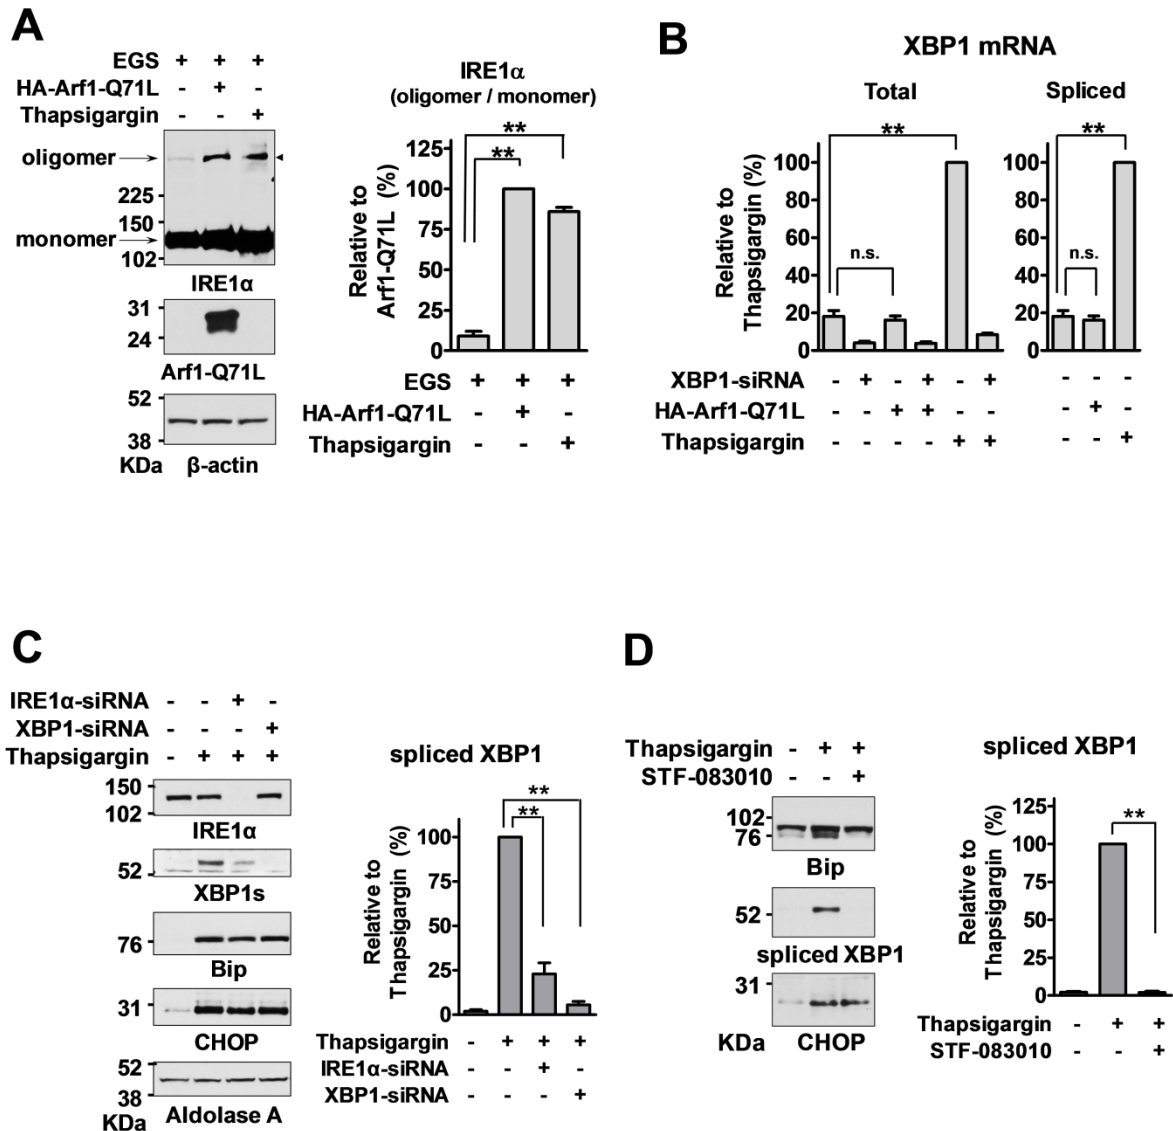 A
EGS + + +
HA-Arf1-Q71L - + -
Thapsigargin - - +
oligomer
225
150
monomer
102
IRE1α
31
24
Arf1-Q71L
52
38
KDa β-actin
IRE1α
(oligomer / monomer)
Relative to
Arf1-Q71L (%)
125
100
75
50
25
0
**
**
EGS + + +
HA-Arf1-Q71L - + -
Thapsigargin - - +
B
XBP1 mRNA
Total Spliced
Relative to
Thapsigargin (%)
100
80
60
40
20
0
**
n.s.
100
80
60
40
20
0
**
n.s.
XBP1-siRNA - + - + - + - - -
HA-Arf1-Q71L - - + + - - - + -
Thapsigargin - - - - + + - - +
C
IRE1α-siRNA - - + -
XBP1-siRNA - - - +
Thapsigargin - + + +
150
102
IRE1α
52
XBP1s
76
Bip
31
CHOP
52
38
KDa Aldolase A
spliced XBP1
Relative to
Thapsigargin (%)
100
75
50
25
0
**
**
Thapsigargin - + + +
IRE1α-siRNA - - + -
XBP1-siRNA - - - +
D
Thapsigargin - + +
STF-083010 - - +
102
76
Bip
52
spliced XBP1
31
KDa CHOP
spliced XBP1
Relative to
Thapsigargin (%)
125
100
75
50
25
0
**
Thapsigargin - + +
STF-083010 - - +